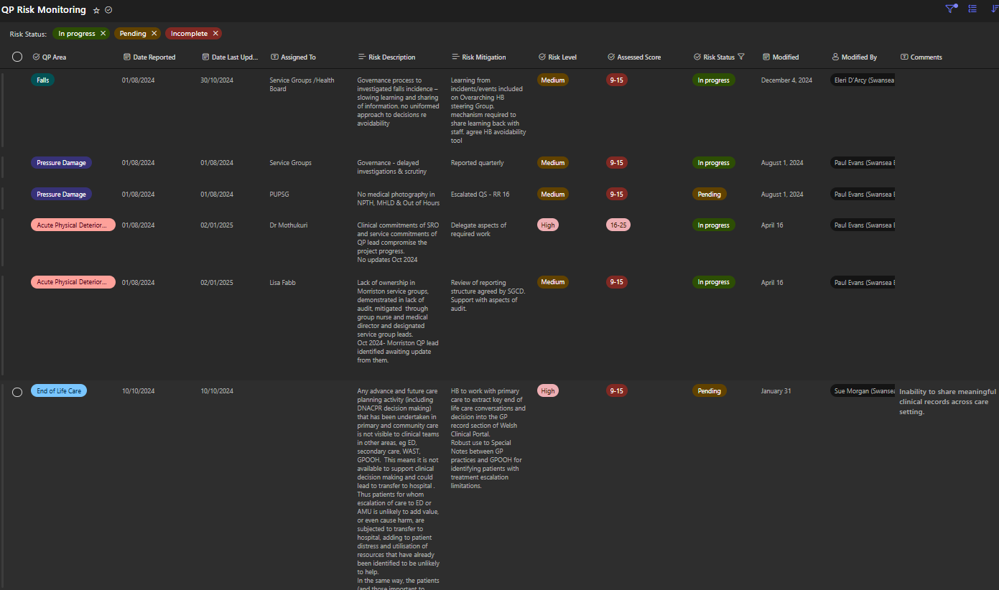 QP Risk Monitoring
Risk Status: In progress Pending Incomplete
QP Area Date Reported Date Last Upd... Assigned To Risk Description Risk Mitigation Risk Level Assessed Score Risk Status Modified Modified By Comments
Falls 01/08/2024 30/10/2024 Service Groups /Health Governance process to Learning from Medium 9-15 In progress December 4, 2024 Eleri D'Arcy (Swansea
Board investigated falls incidence – incidents/events included
slowing learning and sharing on Overarching HB
of information. no uniformed steering Group.
approach to decisions re mechanism required to
avoidability share learning back with
staff. agree HB avoidability
tool
Pressure Damage 01/08/2024 01/08/2024 Service Groups Governance - delayed Reported quarterly Medium 9-15 In progress August 1, 2024 Paul Evans (Swansea
investigations & scrutiny
Pressure Damage 01/08/2024 01/08/2024 PUPSG No medical photography in Escalated QS - RR 16 Medium 9-15 Pending August 1, 2024 Paul Evans (Swansea
NPTH, MHLD & Out of Hours
Acute Physical Deterior... 01/08/2024 02/01/2025 Dr Mothukuri Clinical commitments of SRO Delegate aspects of High 16-25 In progress April 16 Paul Evans (Swansea
and service commitments of required work
QP lead compromise the
project progress.
No updates Oct 2024
Acute Physical Deterior... 01/08/2024 02/01/2025 Lisa Fabb Lack of ownership in Review of reporting Medium 9-15 In progress April 16 Paul Evans (Swansea
Morriston service groups, structure agreed by SGCD.
demonstrated in lack of Support with aspects of
audit, mitigated through audit.
group nurse and medical
director and designated
service group leads.
Oct 2024- Morriston QP lead
identified awaiting update
from them.
End of Life Care 10/10/2024 10/10/2024 Any advance and future care HB to work with primary High 9-15 Pending January 31 Sue Morgan (Swansea Inability to share meaningful
planning activity (including care to extract key end of clinical records across care
DNACPR decision making) life care conversations and setting.
that has been undertaken in decision into the GP
primary and community care record section of Welsh
is not visible to clinical teams Clinical Portal.
in other areas, eg ED, Robust use to Special
secondary care, WAST, Notes between GP
GPOOH. This means it is not practices and GPOOH for
available to support clinical identifying patients with
decision making and could treatment escalation
lead to transfer to hospital . limitations.
Thus patients for whom
escalation of care to ED or
AMU is unlikely to add value,
or even cause harm, are
subjected to transfer to
hospital, adding to patient
distress and utilisation of
resources that have already
been identified to be unlikely
to help.
In the same way, the patients
(and those important to